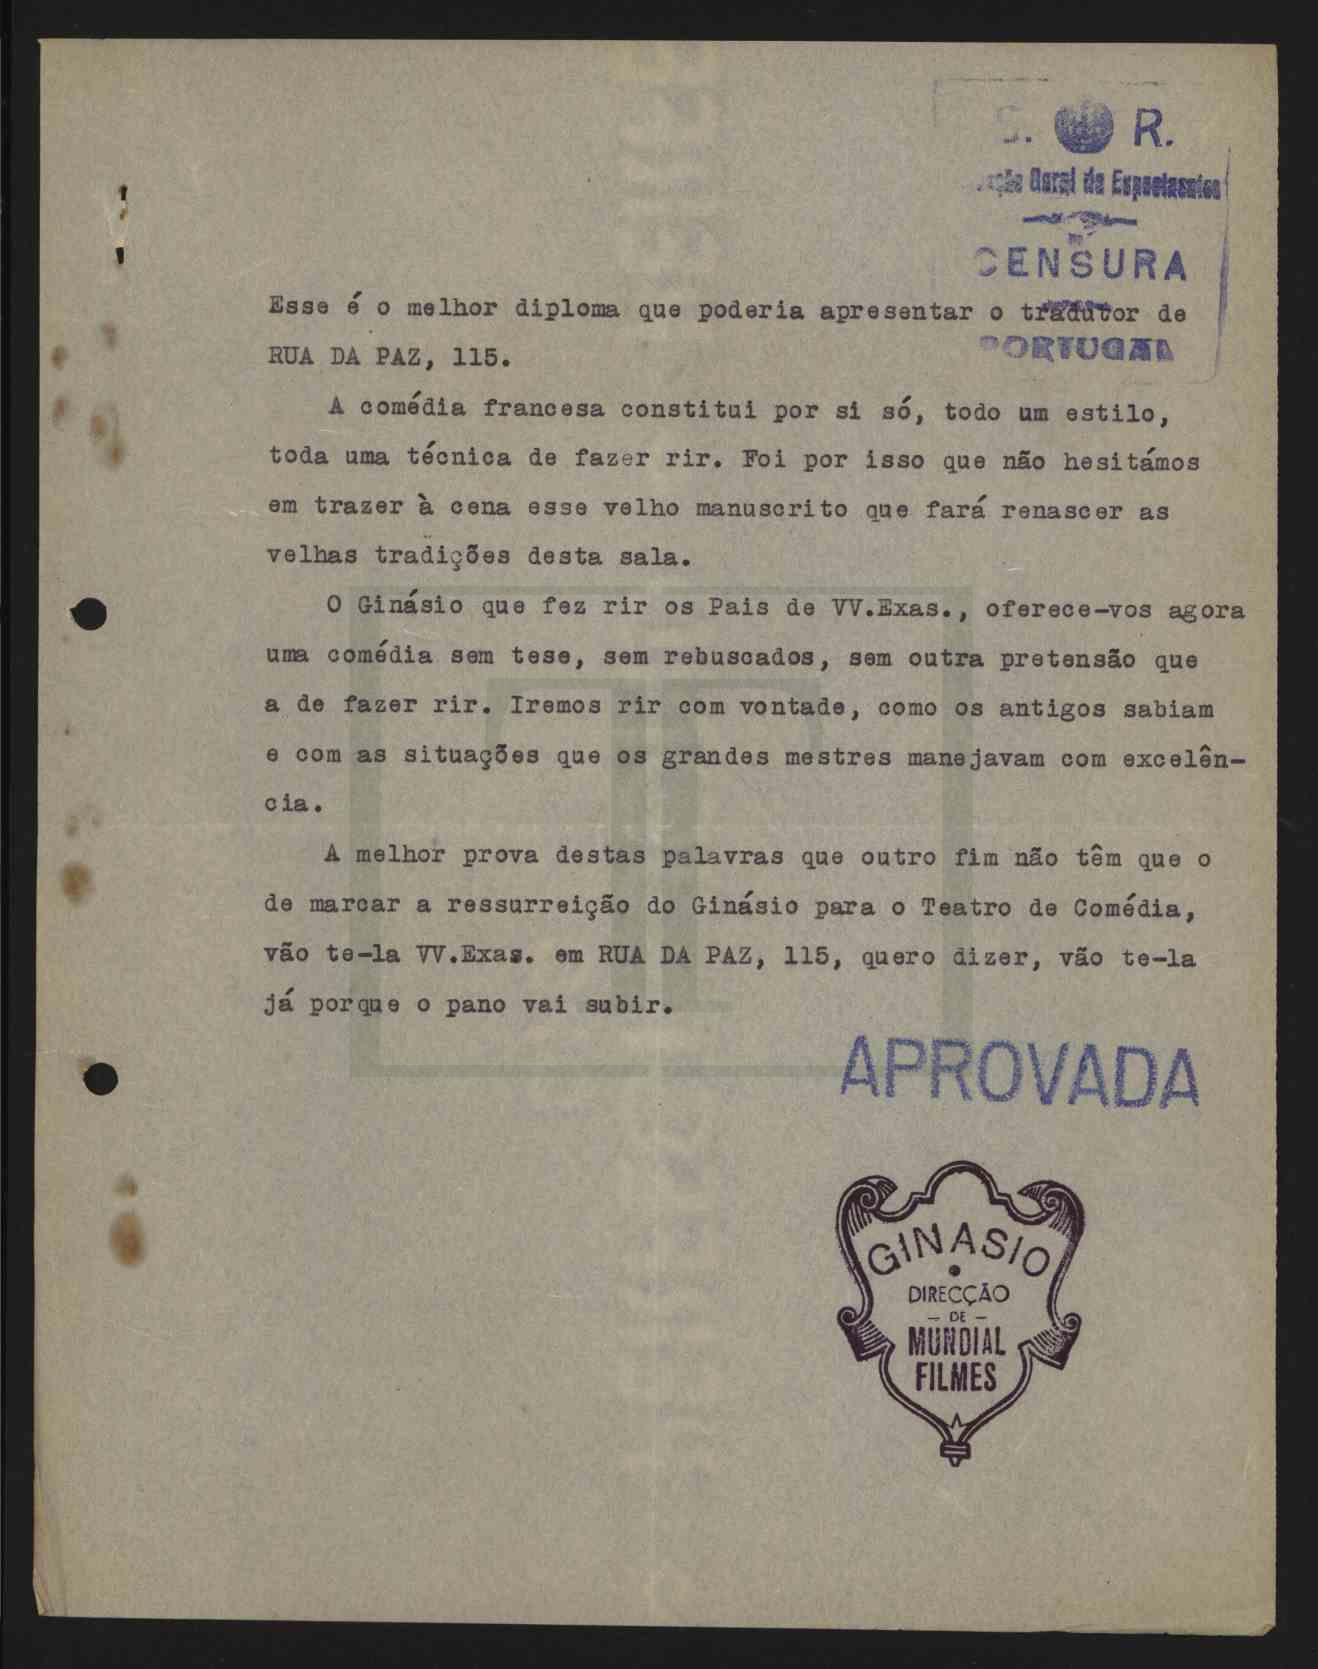 S. R.
Geral de Espectáculos
CENSURA
PORTUGAL
Esse é o melhor diploma que poderia apresentar o tradutor de
RUA DA PAZ, 115.
A comédia francesa constitui por si só, todo um estilo,
toda uma técnica de fazer rir. Foi por isso que não hesitámos
em trazer à cena esse velho manuscrito que fará renascer as
velhas tradições desta sala.
O Ginásio que fez rir os Pais de VV.Exas., oferece-vos agora
uma comédia sem tese, sem rebuscados, sem outra pretensão que
a de fazer rir. Iremos rir com vontade, como os antigos sabiam
e com as situações que os grandes mestres manejavam com excelên-
cia.
A melhor prova destas palavras que outro fim não têm que o
de marcar a ressurreição do Ginásio para o Teatro de Comédia,
vão te-la VV.Exas. em RUA DA PAZ, 115, quero dizer, vão te-la
já porque o pano vai subir.
APROVADA
GINASIO
DIRECÇÃO
— DE —
MUNDIAL
FILMES